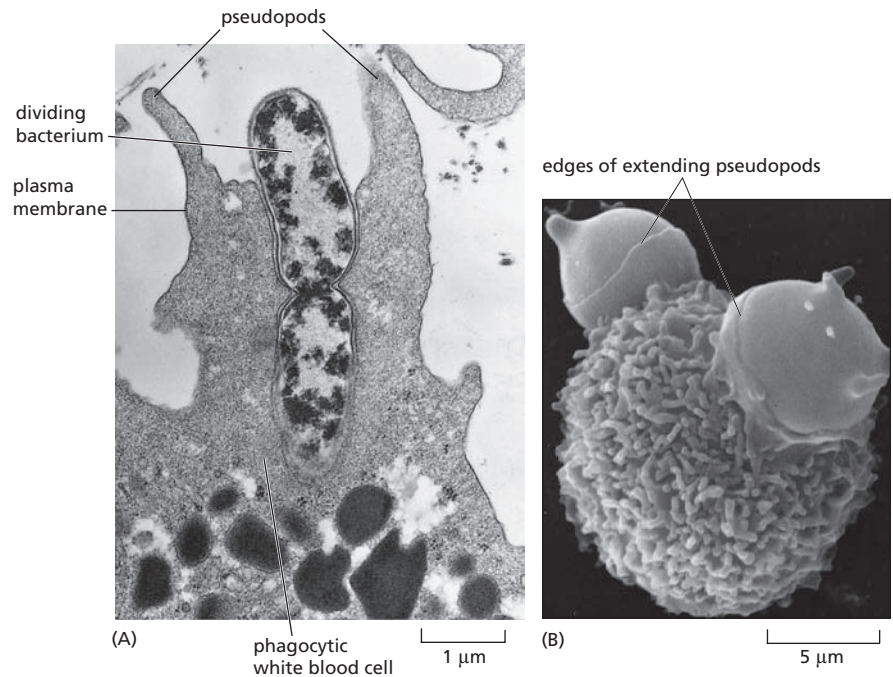 pseudopods
dividing
bacterium
plasma
membrane
edges of extending pseudopods
(A)
phagocytic
white blood cell
1 μm
(B)
5 μm